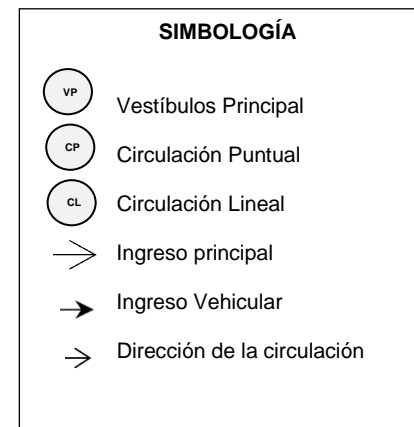 SIMBOLOGÍA
VP Vestíbulos Principal
CP Circulación Puntual
CL Circulación Lineal
Ingreso principal
Ingreso Vehicular
Dirección de la circulación